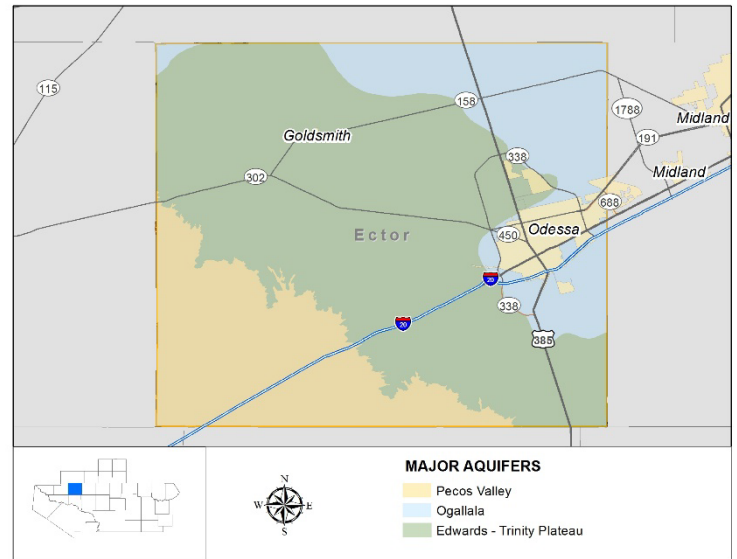 115
158
1788
Midland
191
Goldsmith
338
Midland
302
688
Odessa
450
Ector
20
338
20
385
MAJOR AQUIFERS
Pecos Valley
Ogallala
Edwards - Trinity Plateau
N
W E
S